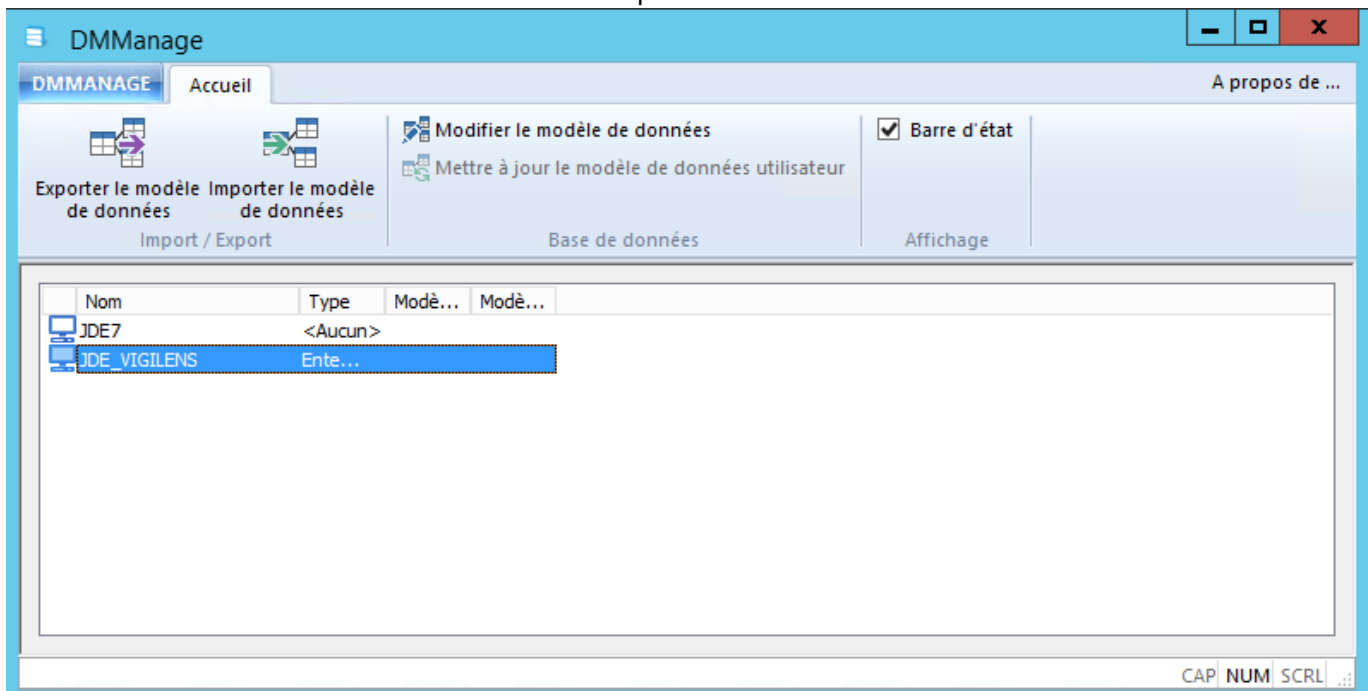 DMManage
DMMANAGE Accueil A propos de ...
Exporter le modèle de données
Importer le modèle de données
Modifier le modèle de données
Mettre à jour le modèle de données utilisateur
Barre d'état
Import / Export Base de données Affichage
Nom Type Modè... Modè...
JDE7 <Aucun>
JDE_VIGILENS Ente...
CAP NUM SCRL